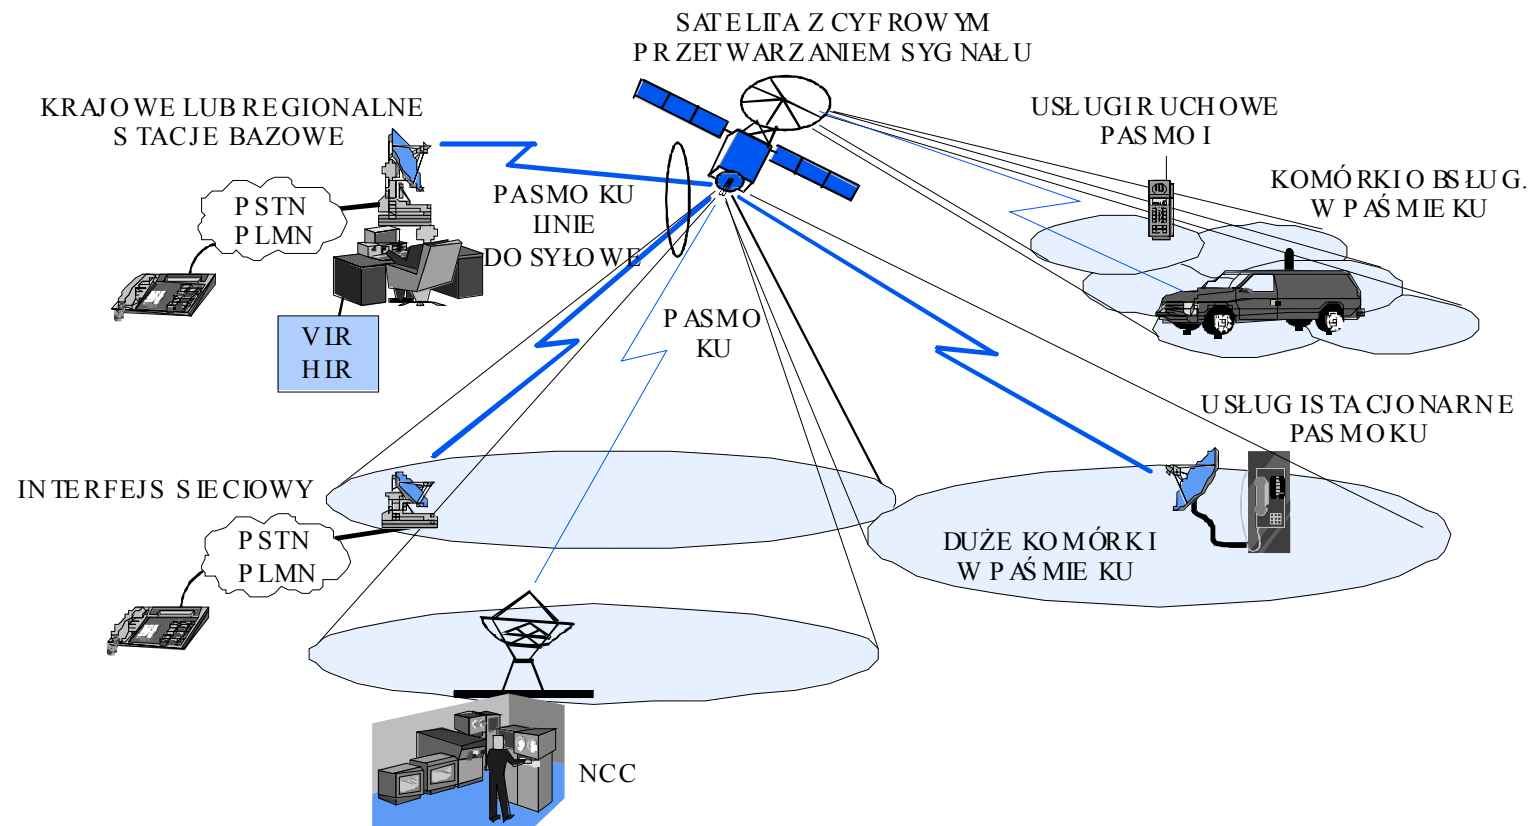 SATELITA Z CYFROWYM
PRZETWARZANIEM SYGNAŁU
KRAJOWE LUB REGIONALNE
STACJE BAZOWE
USŁUGI RUCHOWE
PASMO I
KOMÓRKI OBSŁUG.
W PAŚMIE KU
PSTN
PLMN
PASMO KU
LINIE
DOSYŁOWE
VLR
HLR
PASMO
KU
USŁUGI STACJONARNE
PASMO KU
INTERFEJS SIECIOWY
PSTN
PLMN
DUŻE KOMÓRKI
W PAŚMIE KU
NCC